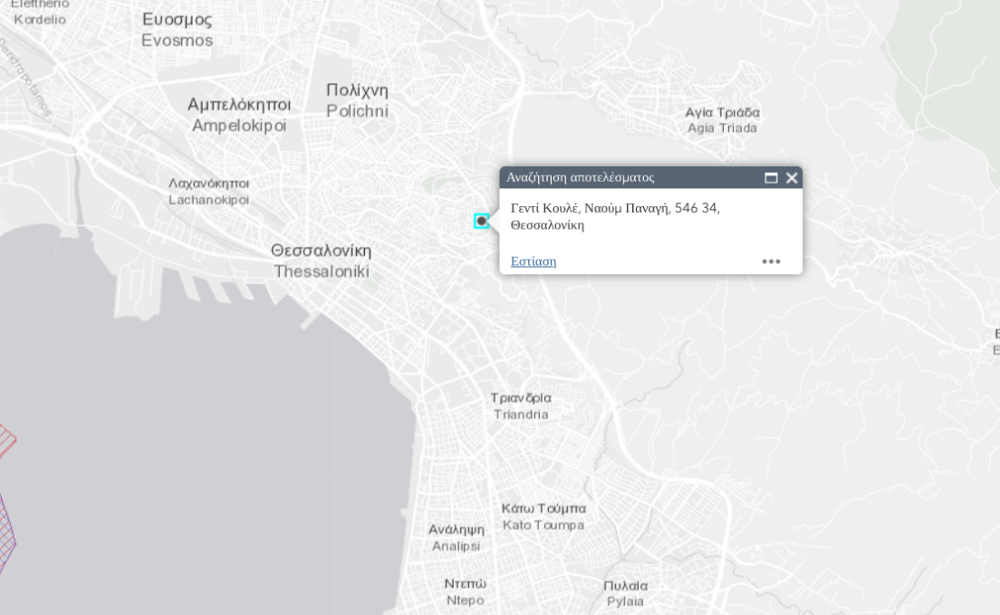 Eleftherio
Kordelio
Ευοσμος
Evosmos
Dendropotamos
Αμπελόκηποι
Ampelokipoi
Πολίχνη
Polichni
Αγία Τριάδα
Agia Triada
Λαχανόκηποι
Lachanokipoi
Αναζήτηση αποτελέσματος
Γεντί Κουλέ, Ναούμ Παναγή, 546 34,
Θεσσαλονίκη
Εστίαση
Θεσσαλονίκη
Thessaloniki
Τριανδρία
Triandria
Κάτω Τούμπα
Kato Toumpa
Ανάληψη
Analipsi
Ντεπώ
Ntepo
Πυλαία
Pylaia